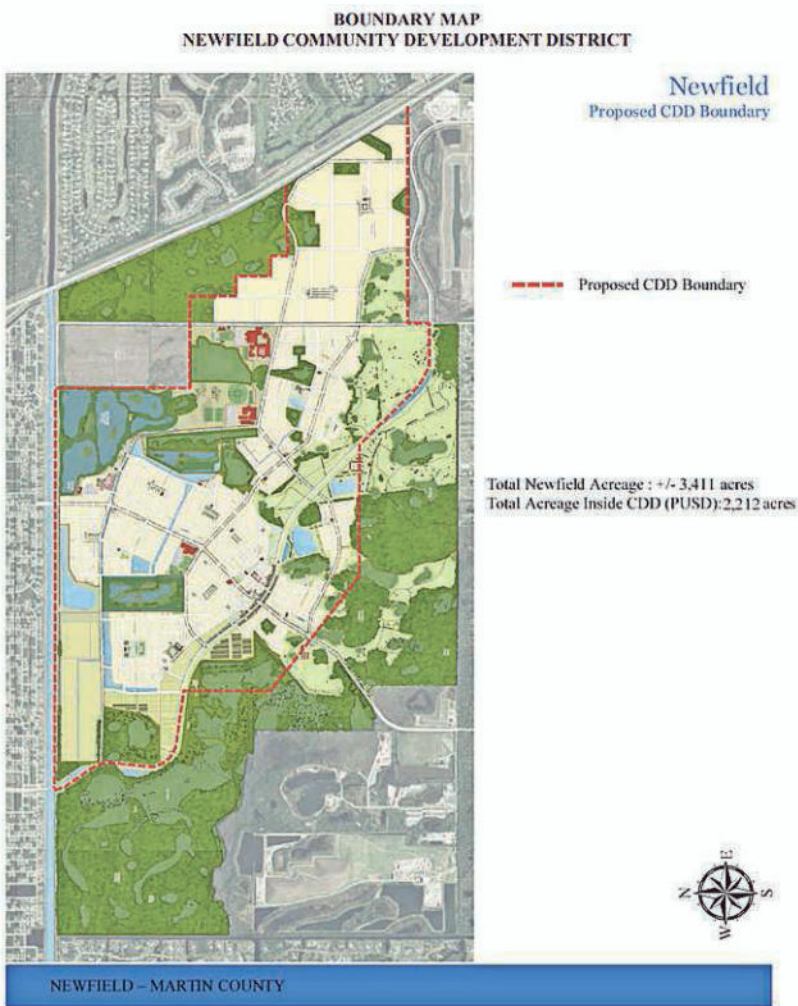 BOUNDARY MAP
NEWFIELD COMMUNITY DEVELOPMENT DISTRICT
Newfield
Proposed CDD Boundary
Proposed CDD Boundary
Total Newfield Acreage : +/- 3,411 acres
Total Acreage Inside CDD (PUSD):2,212 acres
E
N
S
W
NEWFIELD – MARTIN COUNTY